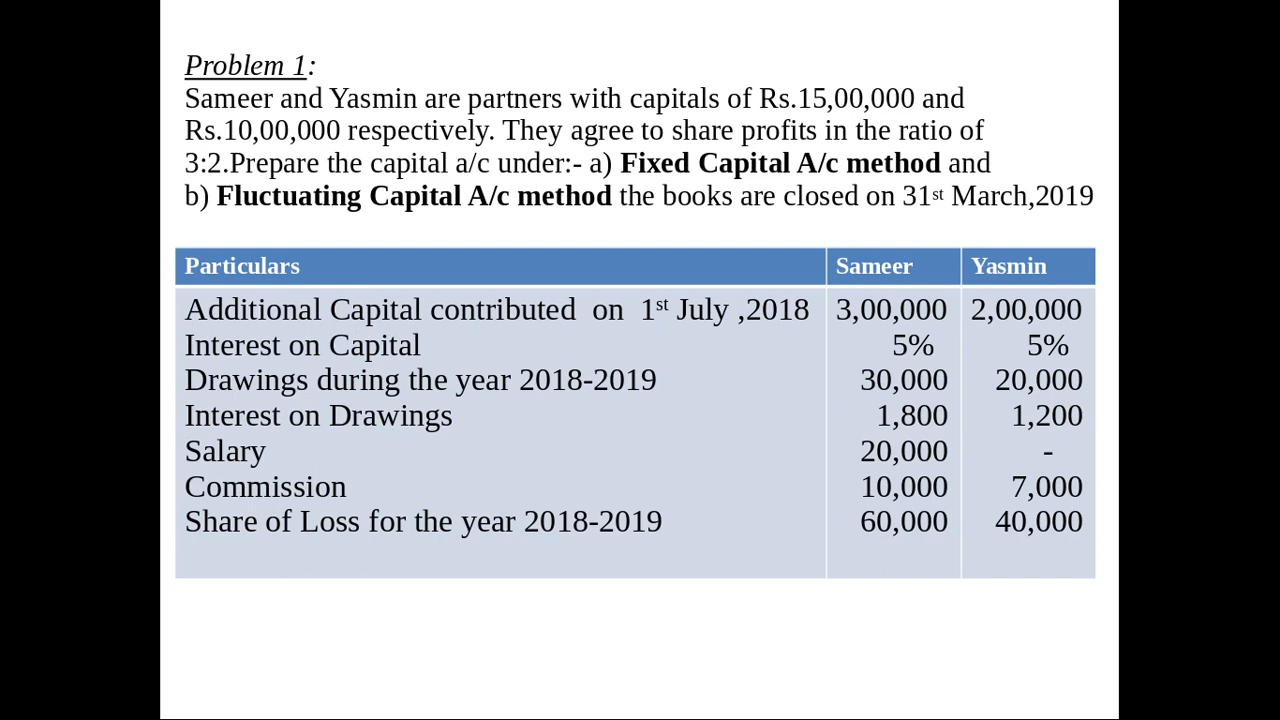 Problem 1:
Sameer and Yasmin are partners with capitals of Rs.15,00,000 and
Rs.10,00,000 respectively. They agree to share profits in the ratio of
3:2.Prepare the capital a/c under:- a) Fixed Capital A/c method and
b) Fluctuating Capital A/c method the books are closed on 31st March,2019
Particulars Sameer Yasmin
Additional Capital contributed on 1st July ,2018 3,00,000 2,00,000
Interest on Capital 5% 5%
Drawings during the year 2018-2019 30,000 20,000
Interest on Drawings 1,800 1,200
Salary 20,000 -
Commission 10,000 7,000
Share of Loss for the year 2018-2019 60,000 40,000